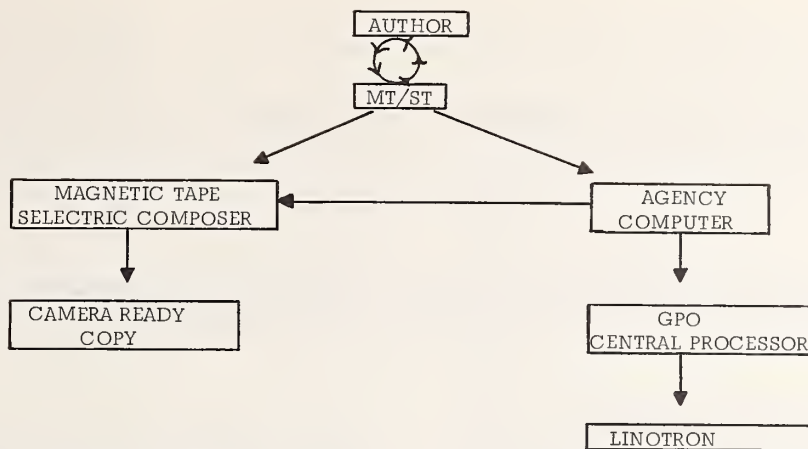 AUTHOR
MT/ST
MAGNETIC TAPE
SELECTRIC COMPOSER
AGENCY
COMPUTER
CAMERA READY
COPY
GPO
CENTRAL PROCESSOR
LINOTRON